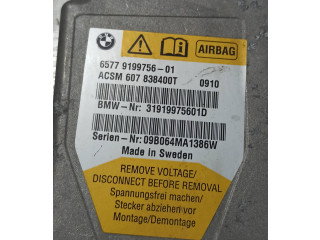 BMW
AIRBAG
6577 9199756-01
ACSM 607 838400T 0910
BMW-Nr: 31919975601D
Serien-Nr: 09B064MA1386W
Made in Sweden
REMOVE VOLTAGE/
DISCONNECT BEFORE REMOVAL
Spannungsfrei machen/
Stecker abziehen vor
Montage/Demontage